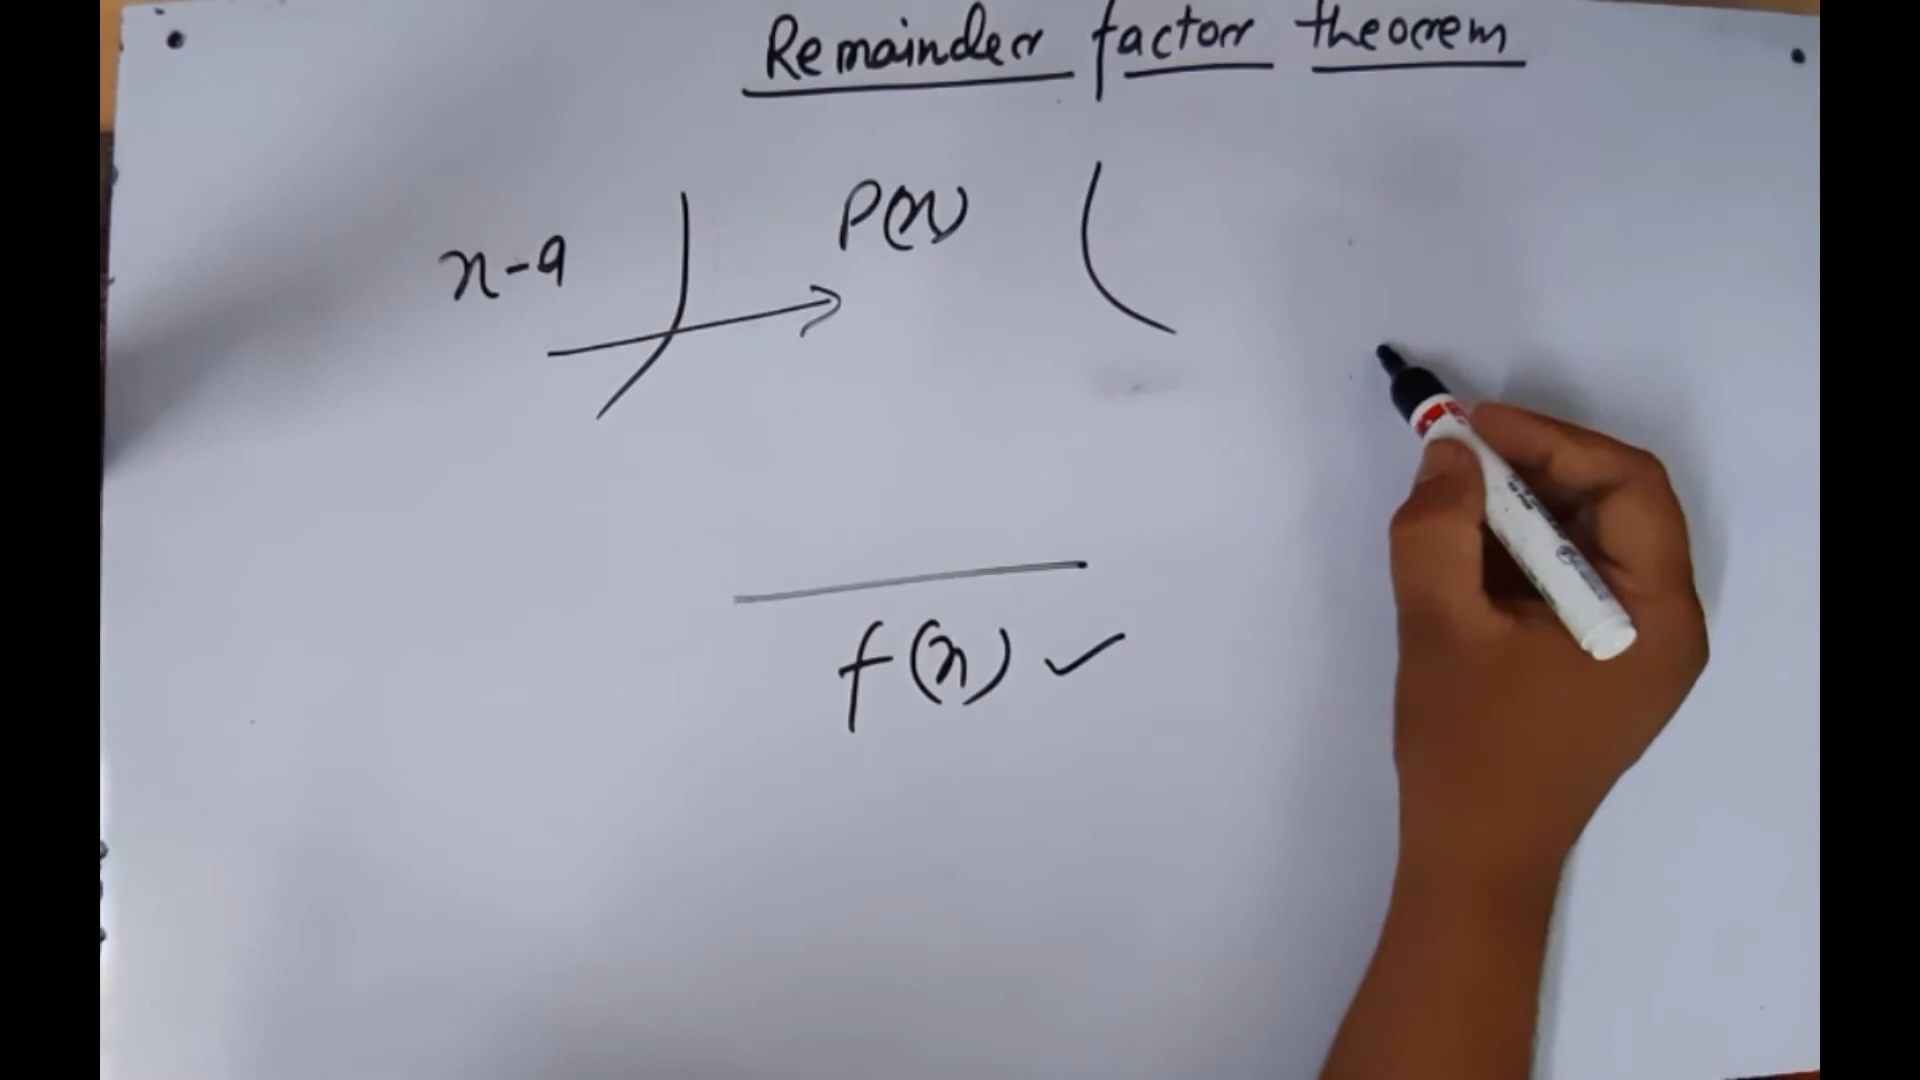 Remainder factor theorem
x-a ) P(x) (
f(x) ✓